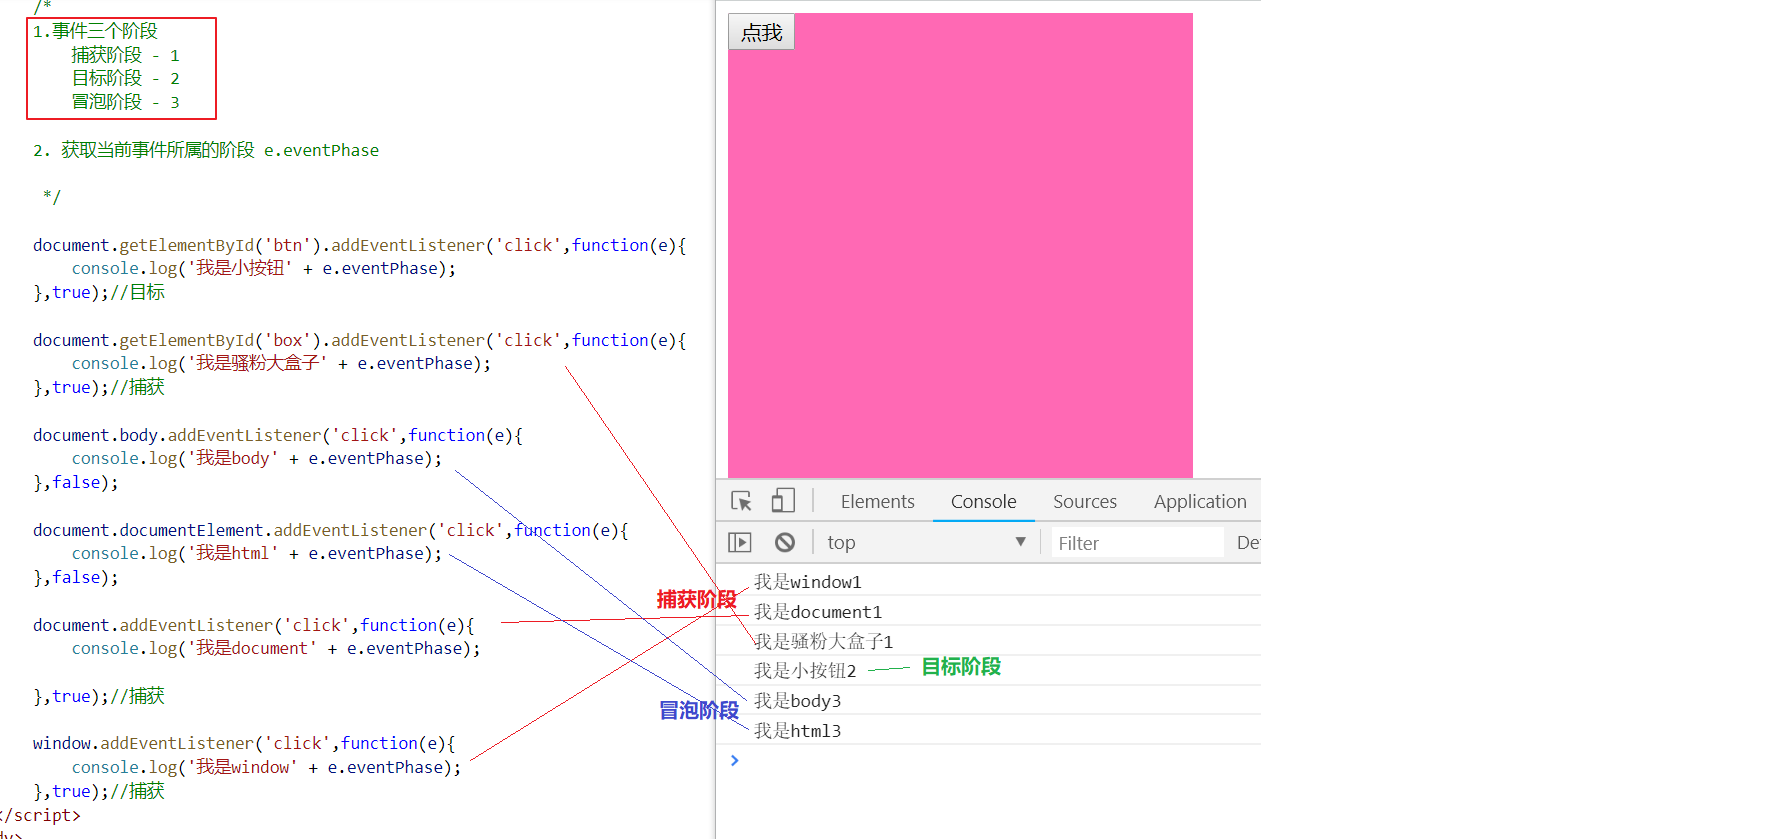 /*
1.事件三个阶段
捕获阶段 - 1
目标阶段 - 2
冒泡阶段 - 3
2. 获取当前事件所属的阶段 e.eventPhase
*/
document.getElementById('btn').addEventListener('click',function(e){
console.log('我是小按钮' + e.eventPhase);
},true);//目标
document.getElementById('box').addEventListener('click',function(e){
console.log('我是骚粉大盒子' + e.eventPhase);
},true);//捕获
document.body.addEventListener('click',function(e){
console.log('我是body' + e.eventPhase);
},false);
document.documentElement.addEventListener('click',function(e){
console.log('我是html' + e.eventPhase);
},false);
document.addEventListener('click',function(e){
console.log('我是document' + e.eventPhase);
},true);//捕获
window.addEventListener('click',function(e){
console.log('我是window' + e.eventPhase);
},true);//捕获
</script>
点我
Elements Console Sources Application
top Filter
捕获阶段
冒泡阶段
我是window1
我是document1
我是骚粉大盒子1
我是小按钮2 目标阶段
我是body3
我是html3